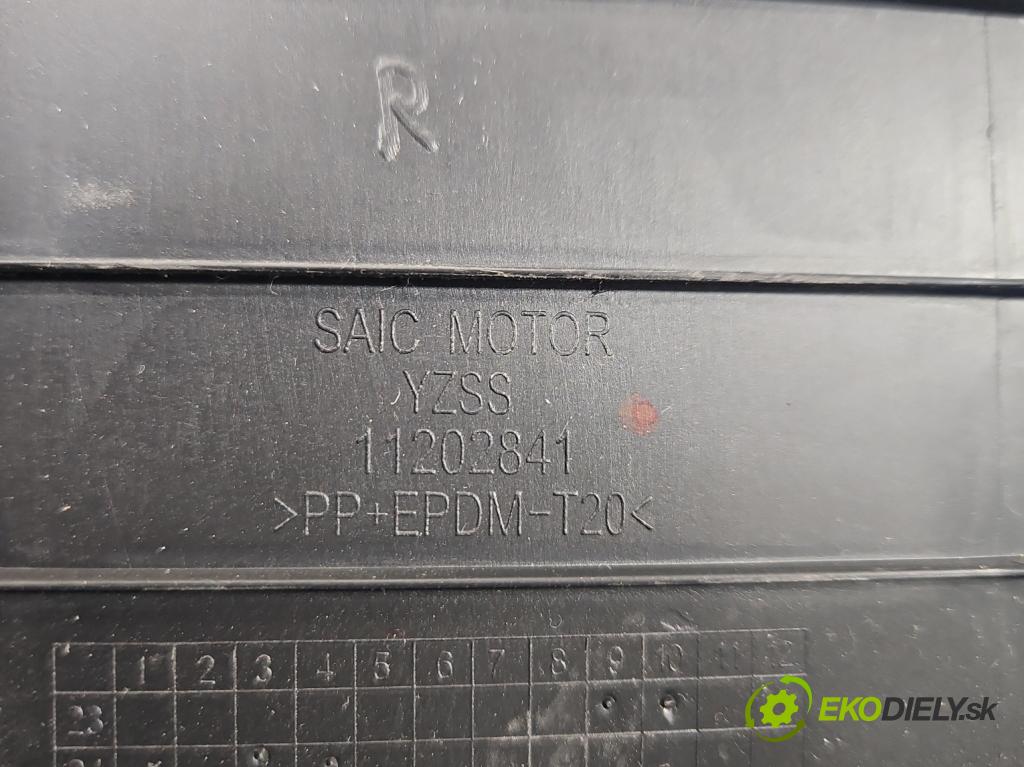 R
SAIC MOTOR
YZSS
11202841
>PP+EPDM-T20<
1 2 3 4 5 6 7 8 9 10 11 12
23
EKODIELY.sk